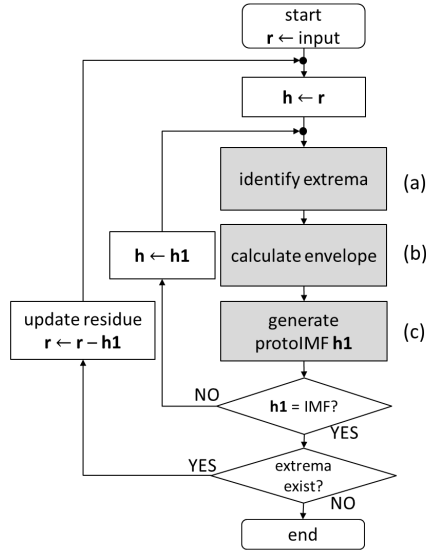 start
r ← input
h ← r
identify extrema
(a)
calculate envelope
(b)
h ← h1
generate
protoIMF h1
(c)
update residue
r ← r – h1
h1 = IMF?
NO
YES
extrema
exist?
YES
NO
end